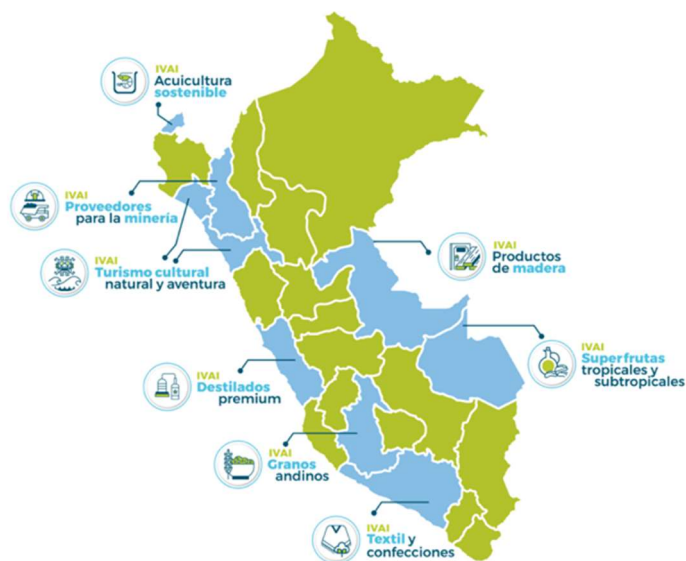 IVAI
Acuicultura
sostenible
IVAI
Proveedores
para la minería
IVAI
Turismo cultural
natural y aventura
IVAI
Productos
de madera
IVAI
Superfrutas
tropicales y
subtropicales
IVAI
Destilados
premium
IVAI
Granos
andinos
IVAI
Textil y
confecciones